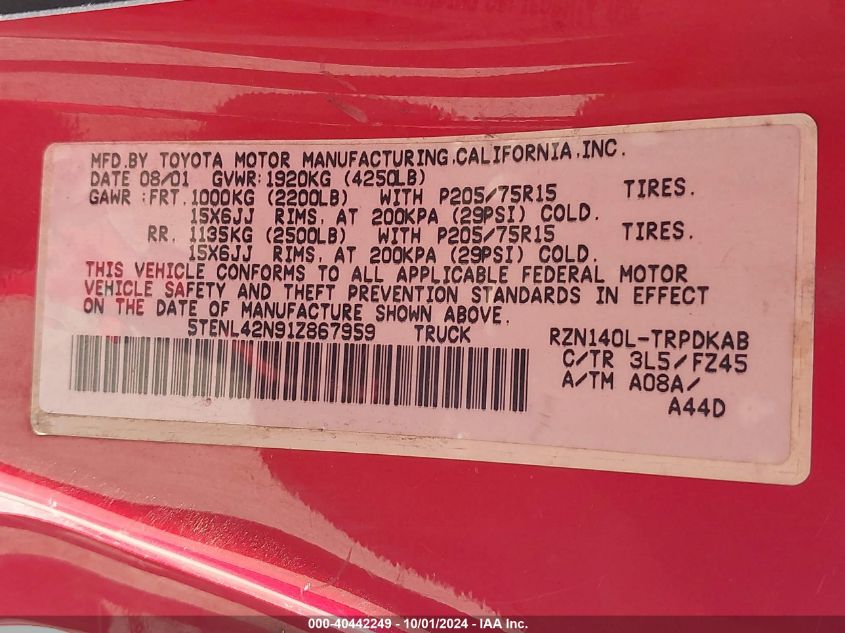 MFD.BY TOYOTA MOTOR MANUFACTURING,CALIFORNIA,INC.
DATE 08/01 GVWR:1920KG (4250LB)
GAWR :FRT.1000KG (2200LB) WITH P205/75R15 TIRES.
15X6JJ RIMS, AT 200KPA (29PSI) COLD.
RR. 1135KG (2500LB) WITH P205/75R15 TIRES.
15X6JJ RIMS, AT 200KPA (29PSI) COLD.
THIS VEHICLE CONFORMS TO ALL APPLICABLE FEDERAL MOTOR
VEHICLE SAFETY AND THEFT PREVENTION STANDARDS IN EFFECT
ON THE DATE OF MANUFACTURE SHOWN ABOVE.
5TENL42N91Z867959 TRUCK RZN140L-TRPDKAB
C/TR 3L5/FZ45
A/TM A08A/
A44D
000 - 40442249 - 10/01/2024 - IAA Inc.